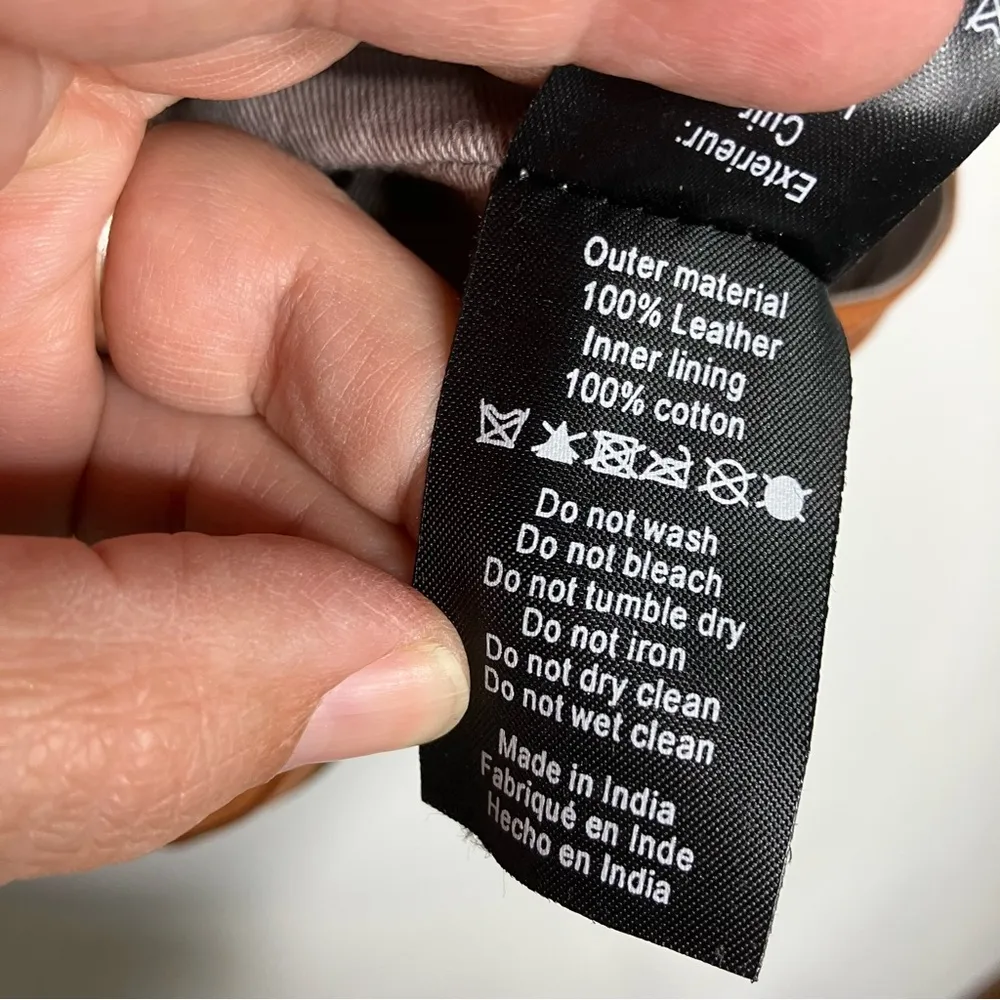 Exterieur:
Outer material
100% Leather
Inner lining
100% cotton
Do not wash
Do not bleach
Do not tumble dry
Do not iron
Do not dry clean
Do not wet clean
Made in India
Fabriqué en Inde
Hecho en India